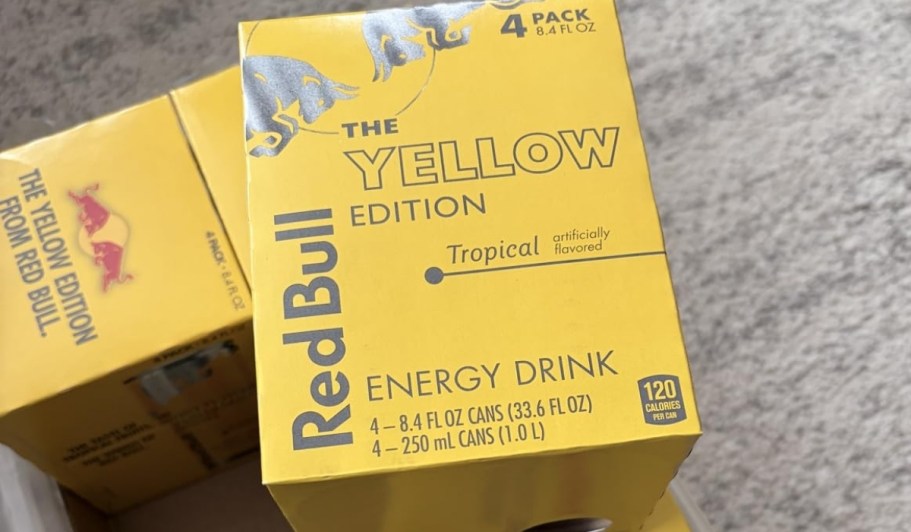 4 PACK
8.4 FL OZ
THE
YELLOW
EDITION
Tropical artificially
flavored
Red Bull
ENERGY DRINK
4 – 8.4 FL OZ CANS (33.6 FL OZ)
4 – 250 mL CANS (1.0 L)
120
CALORIES
PER CAN
THE YELLOW EDITION
FROM RED BULL.
4 PACK · 8.4 FL OZ